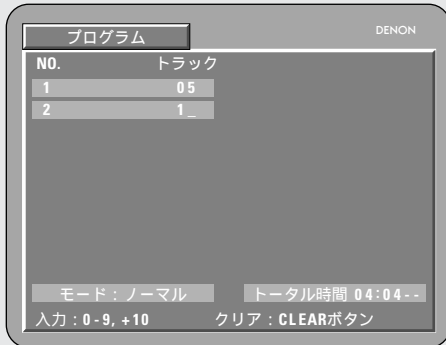 プログラム
DENON
NO. トラック
1 05
2 1_
モード：ノーマル トータル時間 04:04--
入力：0-9, +10 クリア：CLEARボタン